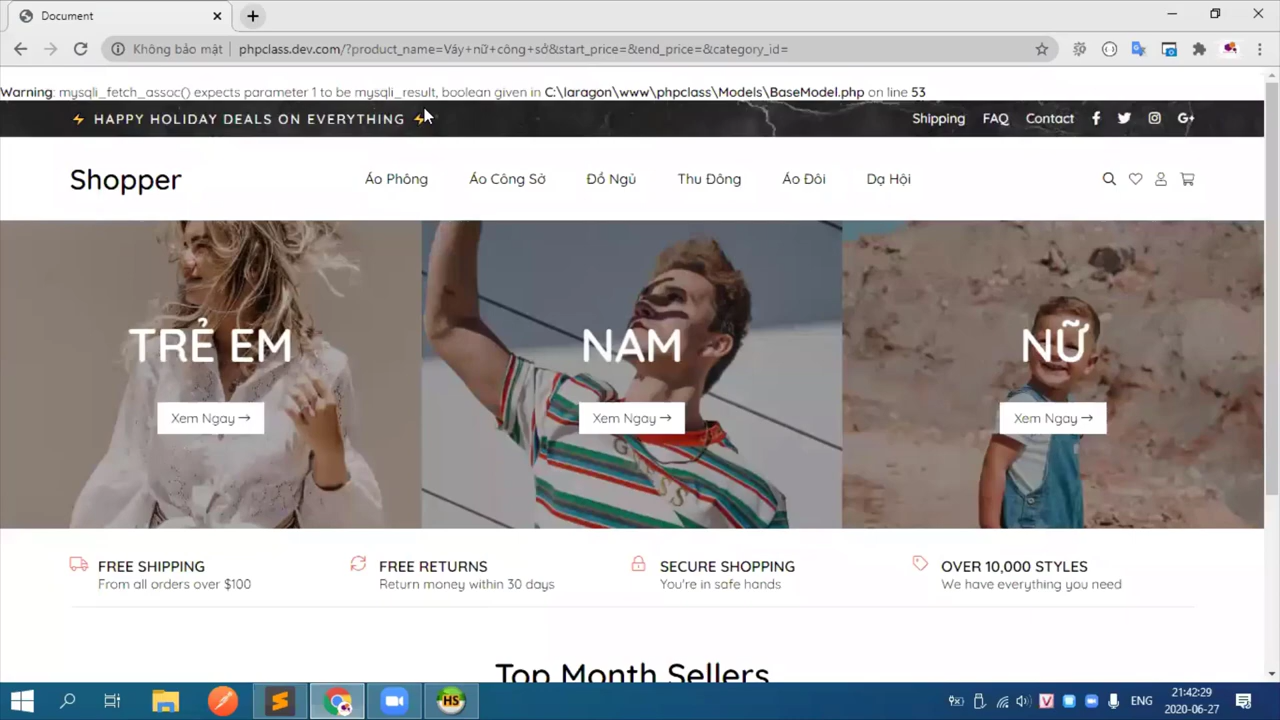 Document
Không bảo mật
phpclass.dev.com/?product_name=Váy+nữ+công+sở&start_price=&end_price=&category_id=
Warning: mysqli_fetch_assoc() expects parameter 1 to be mysqli_result, boolean given in C:\laragon\www\phpclass\Models\BaseModel.php on line 53
⚡ HAPPY HOLIDAY DEALS ON EVERYTHING ⚡
Shipping FAQ Contact
Shopper
Áo Phông Áo Công Sở Đồ Ngủ Thu Đông Áo Đôi Dạ Hội
TRẺ EM NAM NỮ
Xem Ngay → Xem Ngay → Xem Ngay →
FREE SHIPPING FREE RETURNS SECURE SHOPPING OVER 10,000 STYLES
From all orders over $100 Return money within 30 days You're in safe hands We have everything you need
Top Month Sellers
HS
V
ENG
21:42:29
2020-06-27